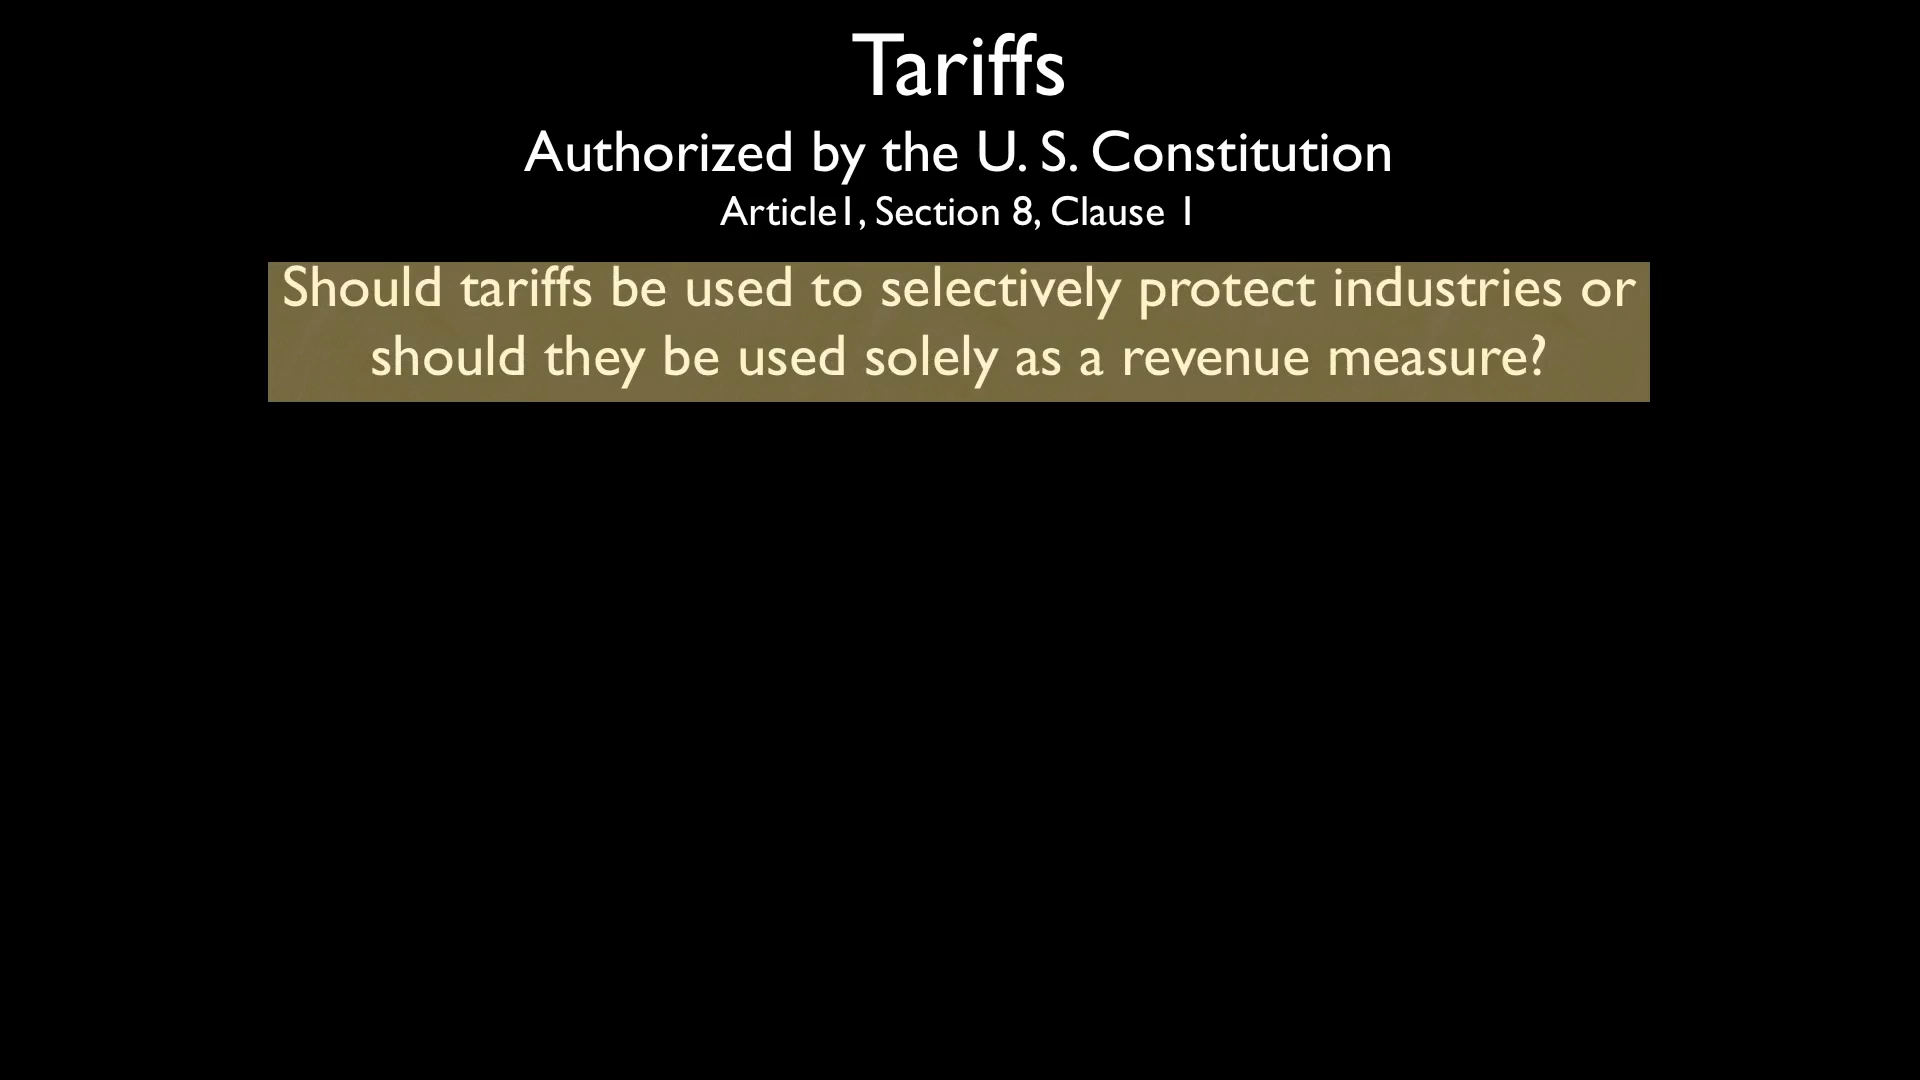 Tariffs
Authorized by the U. S. Constitution
Article1, Section 8, Clause 1
Should tariffs be used to selectively protect industries or
should they be used solely as a revenue measure?